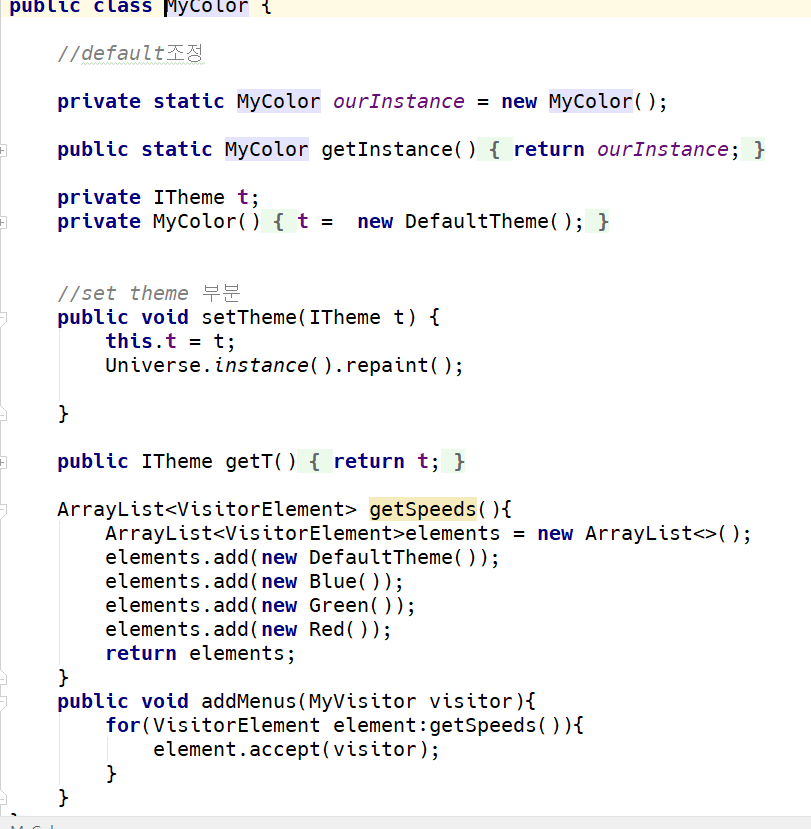 public class MyColor {
//default조정
private static MyColor ourInstance = new MyColor();
public static MyColor getInstance() { return ourInstance; }
private ITheme t;
private MyColor() { t =  new DefaultTheme(); }
//set theme 부분
public void setTheme(ITheme t) {
this.t = t;
Universe.instance().repaint();
}
public ITheme getT() { return t; }
ArrayList<VisitorElement> getSpeeds(){
ArrayList<VisitorElement>elements = new ArrayList<>();
elements.add(new DefaultTheme());
elements.add(new Blue());
elements.add(new Green());
elements.add(new Red());
return elements;
}
public void addMenus(MyVisitor visitor){
for(VisitorElement element:getSpeeds()){
element.accept(visitor);
}
}